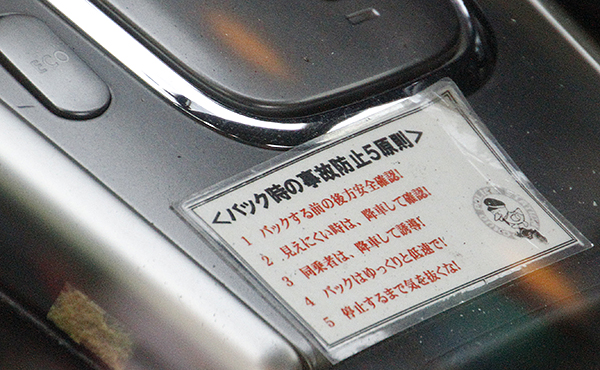 ECO
<バック時の事故防止5原則>
1 バックする前の後方安全確認!
2 見えにくい時は、降車して確認!
3 同乗者は、降車して誘導!
4 バックはゆっくりと低速で!
5 停止するまで気を抜くな!